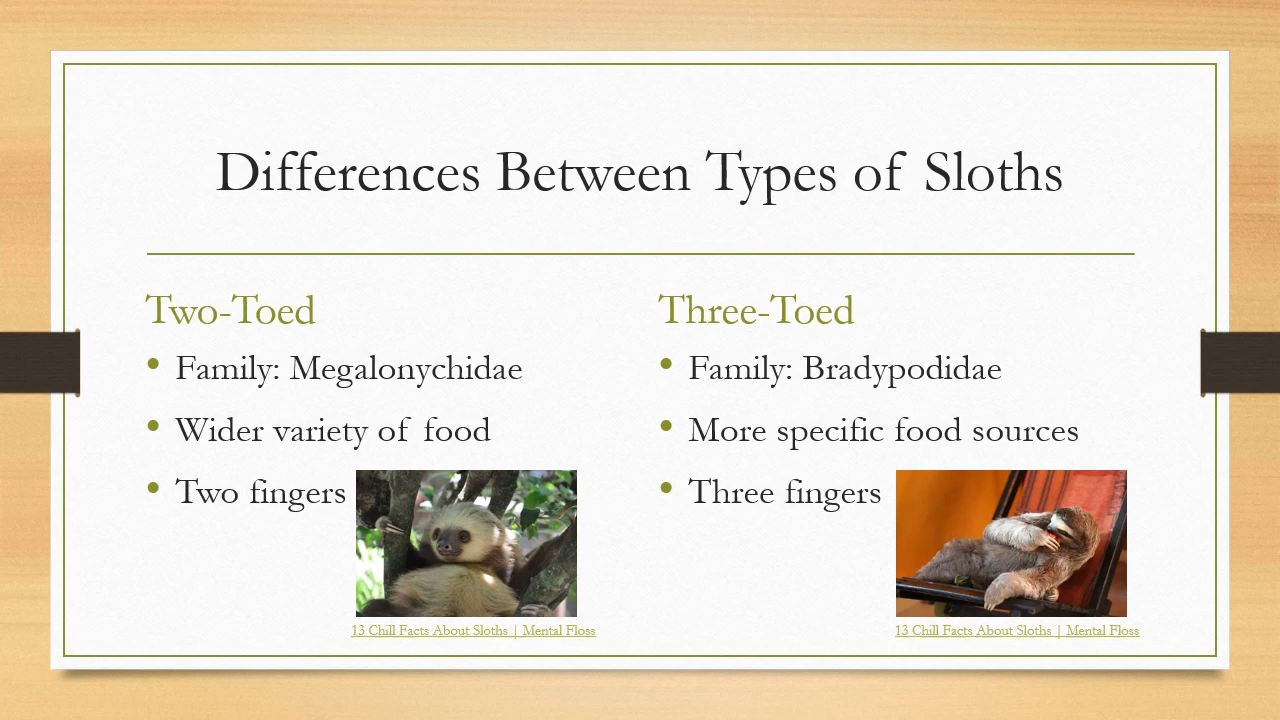 Differences Between Types of Sloths
Two-Toed
• Family: Megalonychidae
• Wider variety of food
• Two fingers
13 Chill Facts About Sloths | Mental Floss
Three-Toed
• Family: Bradypodidae
• More specific food sources
• Three fingers
13 Chill Facts About Sloths | Mental Floss